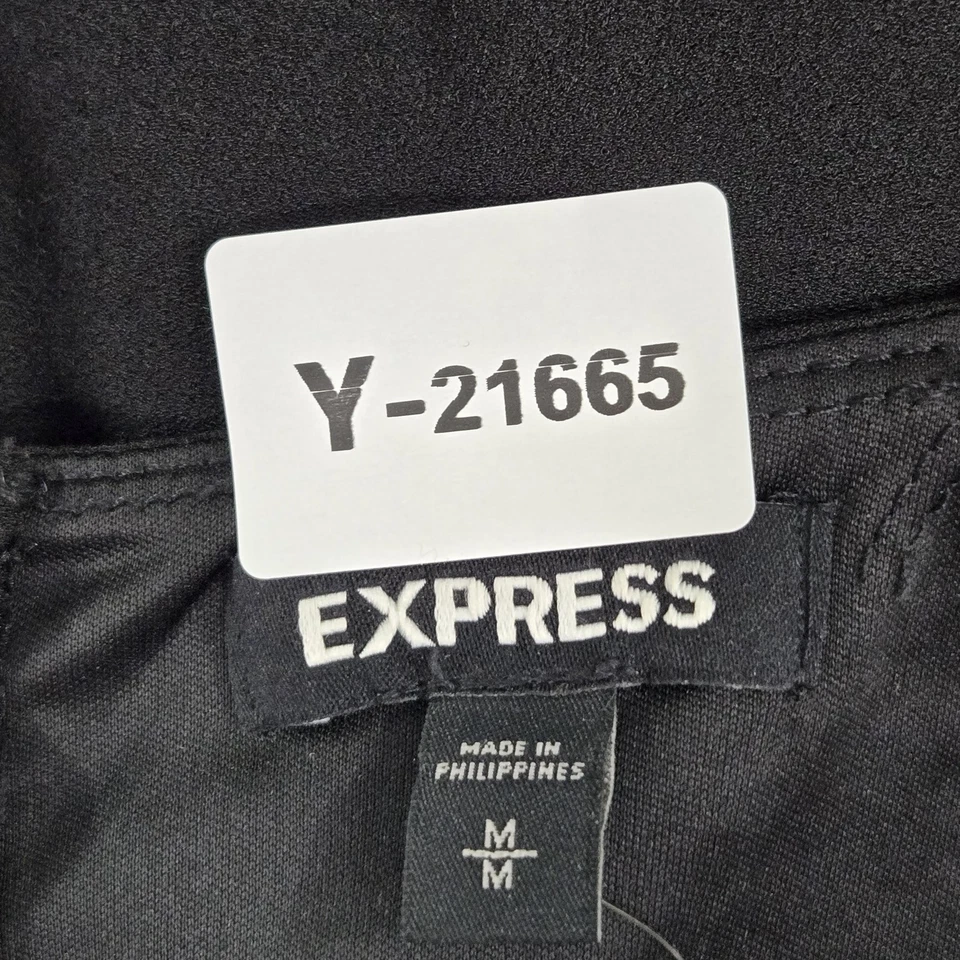 Y-21665
EXPRESS
MADE IN
PHILIPPINES
M
M